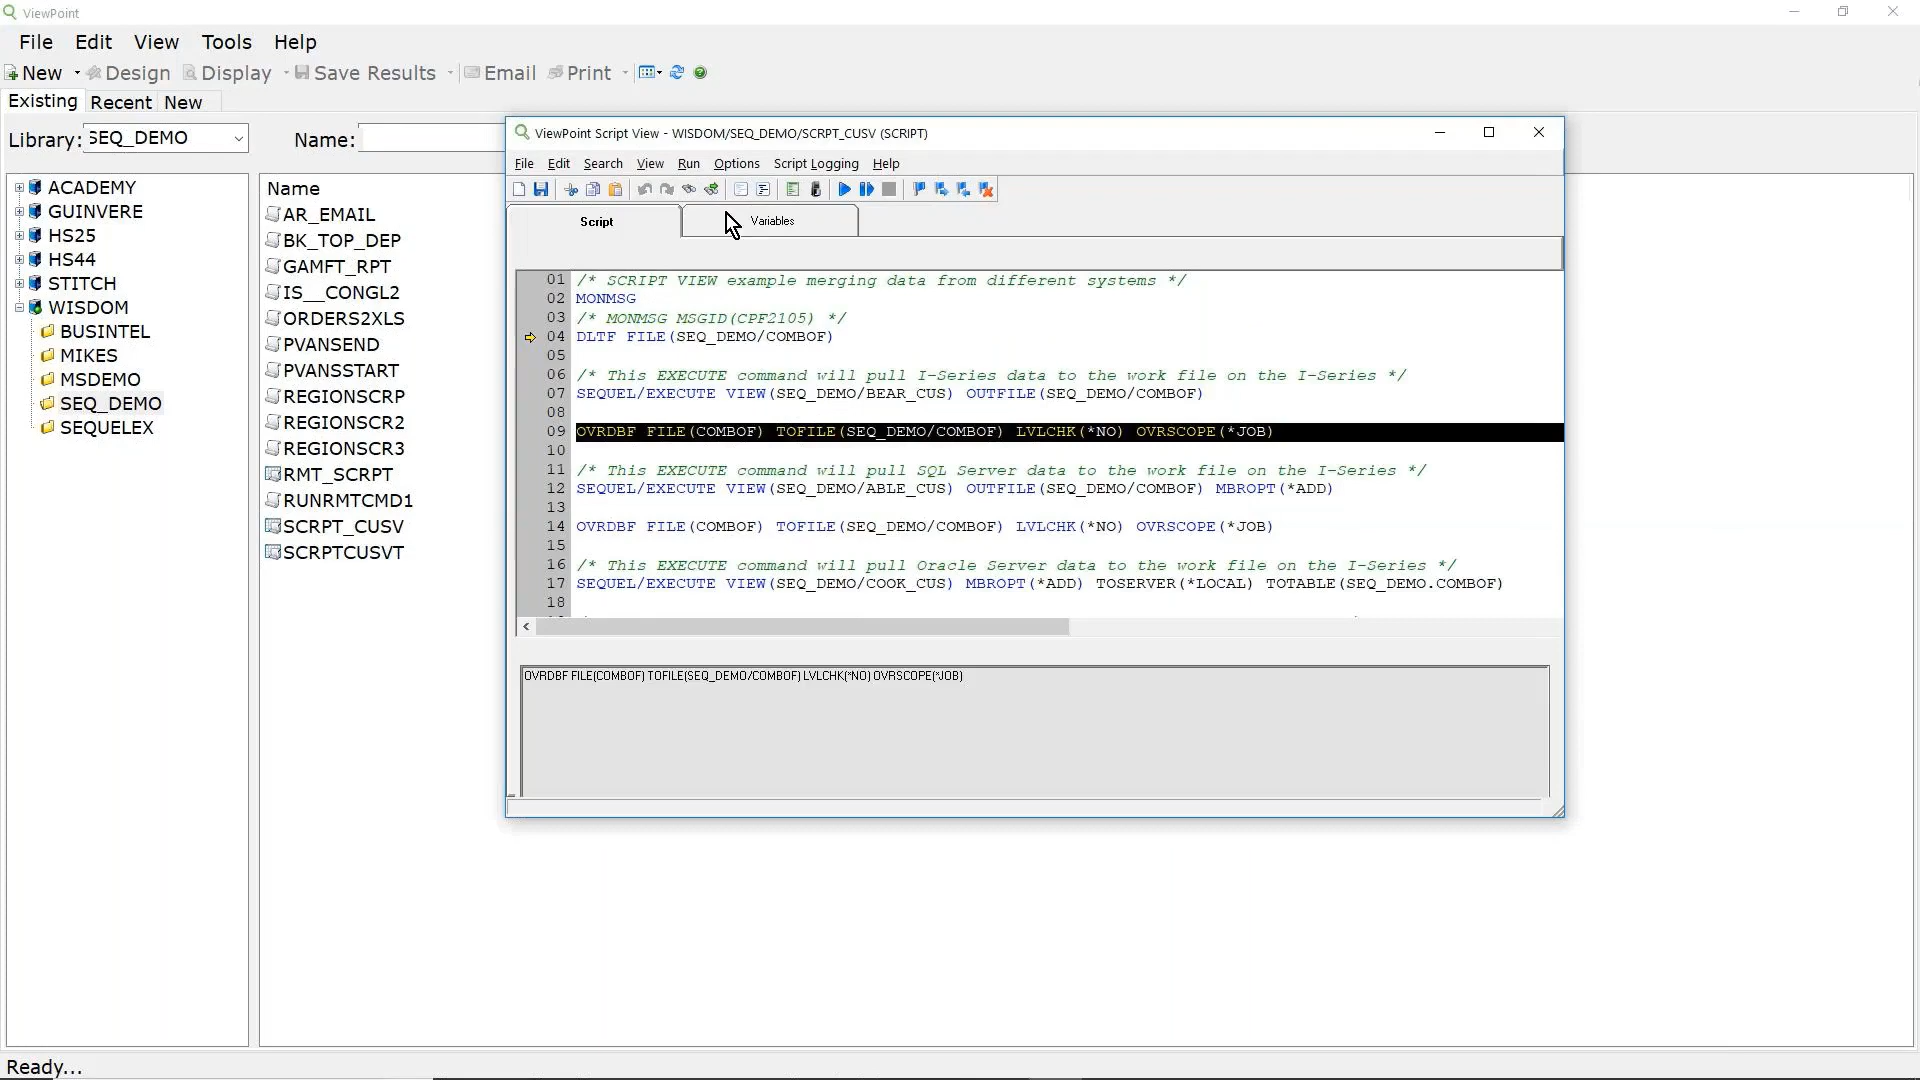 ViewPoint
File Edit View Tools Help
New Design Display Save Results Email Print
Existing Recent New
Library: SEQ_DEMO Name:
ACADEMY
GUINVERE
HS25
HS44
STITCH
WISDOM
BUSINTEL
MIKES
MSDEMO
SEQ_DEMO
SEQUELEX
Name
AR_EMAIL
BK_TOP_DEP
GAMFT_RPT
IS__CONGL2
ORDERS2XLS
PVANSEND
PVANSSTART
REGIONSCRP
REGIONSCR2
REGIONSCR3
RMT_SCRPT
RUNRMTCMD1
SCRPT_CUSV
SCRPTCUSVT
ViewPoint Script View - WISDOM/SEQ_DEMO/SCRPT_CUSV (SCRIPT)
File Edit Search View Run Options Script Logging Help
Script Variables
01 /* SCRIPT VIEW example merging data from different systems */
02 MONMSG
03 /* MONMSG MSGID(CPF2105) */
04 DLTF FILE(SEQ_DEMO/COMBOF)
05
06 /* This EXECUTE command will pull I-Series data to the work file on the I-Series */
07 SEQUEL/EXECUTE VIEW(SEQ_DEMO/BEAR_CUS) OUTFILE(SEQ_DEMO/COMBOF)
08
09 OVRDBF FILE(COMBOF) TOFILE(SEQ_DEMO/COMBOF) LVLCHK(*NO) OVRSCOPE(*JOB)
10
11 /* This EXECUTE command will pull SQL Server data to the work file on the I-Series */
12 SEQUEL/EXECUTE VIEW(SEQ_DEMO/ABLE_CUS) OUTFILE(SEQ_DEMO/COMBOF) MBROPT(*ADD)
13
14 OVRDBF FILE(COMBOF) TOFILE(SEQ_DEMO/COMBOF) LVLCHK(*NO) OVRSCOPE(*JOB)
15
16 /* This EXECUTE command will pull Oracle Server data to the work file on the I-Series */
17 SEQUEL/EXECUTE VIEW(SEQ_DEMO/COOK_CUS) MBROPT(*ADD) TOSERVER(*LOCAL) TOTABLE(SEQ_DEMO.COMBOF)
18
OVRDBF FILE(COMBOF) TOFILE(SEQ_DEMO/COMBOF) LVLCHK(*NO) OVRSCOPE(*JOB)
Ready...